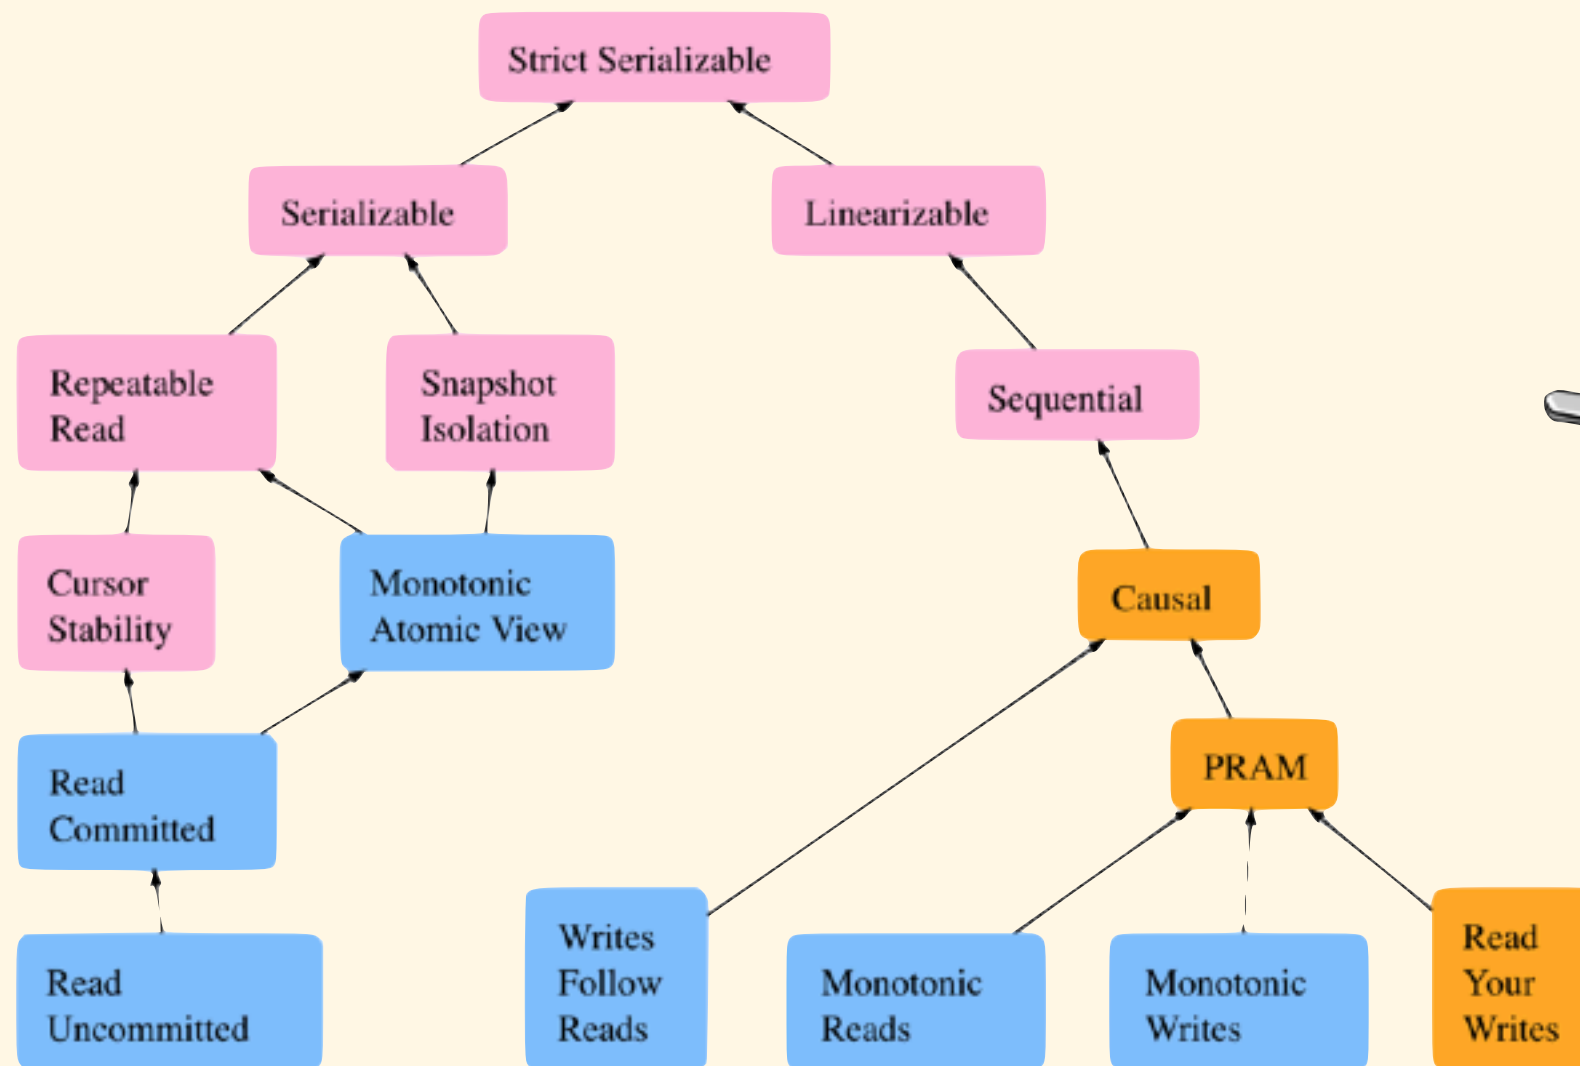 Strict Serializable
Serializable
Linearizable
Repeatable
Read
Snapshot
Isolation
Sequential
Cursor
Stability
Monotonic
Atomic View
Causal
Read
Committed
PRAM
Read
Uncommitted
Writes
Follow
Reads
Monotonic
Reads
Monotonic
Writes
Read
Your
Writes